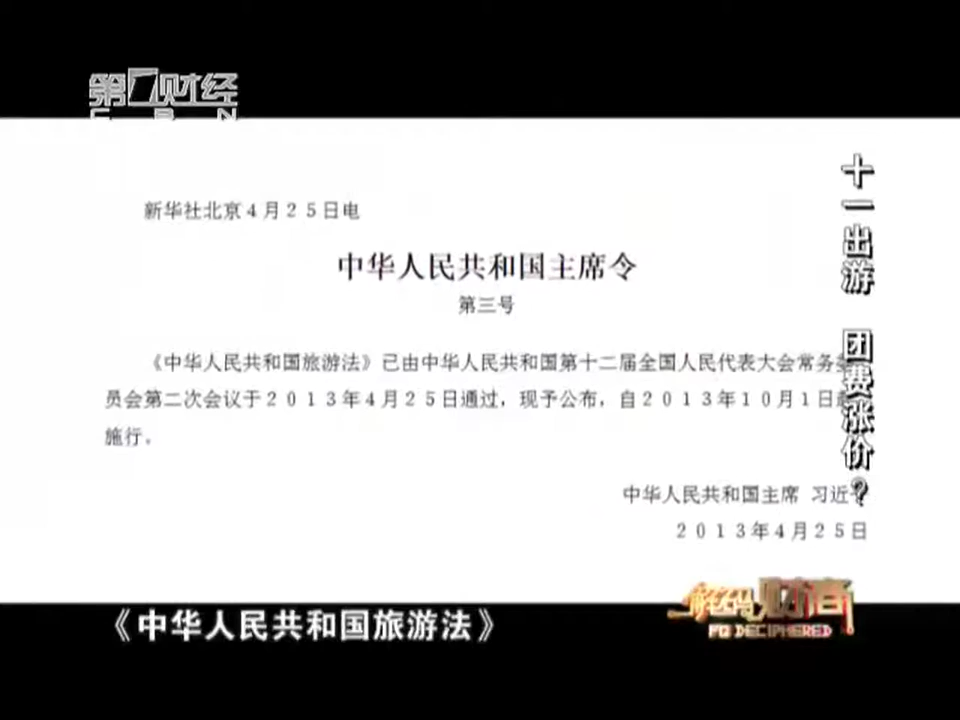 第一财经
CBN
新华社北京4月25日电
中华人民共和国主席令
第三号
《中华人民共和国旅游法》已由中华人民共和国第十二届全国人民代表大会常务委
员会第二次会议于2013年4月25日通过，现予公布，自2013年10月1日起
施行。
中华人民共和国主席 习近
2013年4月25日
十一出游 团费涨价？
《中华人民共和国旅游法》
解码财商
FQ DECIPHERED